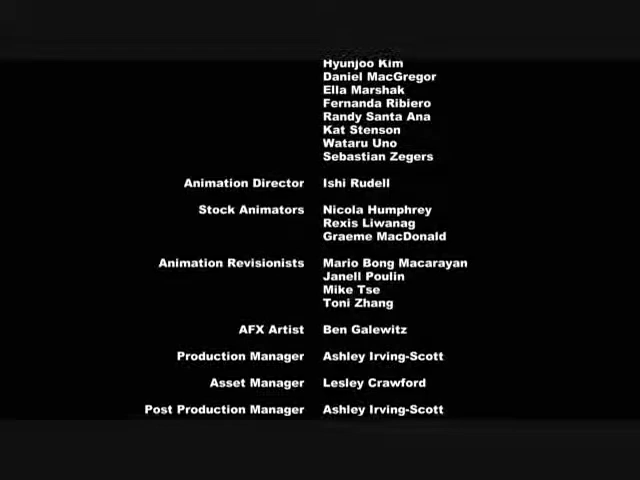 Hyunjoo Kim
Daniel MacGregor
Ella Marshak
Fernanda Ribiero
Randy Santa Ana
Kat Stenson
Wataru Uno
Sebastian Zegers
Animation Director Ishi Rudell
Stock Animators Nicola Humphrey
Rexis Liwanag
Graeme MacDonald
Animation Revisionists Mario Bong Macarayan
Janell Poulin
Mike Tse
Toni Zhang
AFX Artist Ben Galewitz
Production Manager Ashley Irving-Scott
Asset Manager Lesley Crawford
Post Production Manager Ashley Irving-Scott